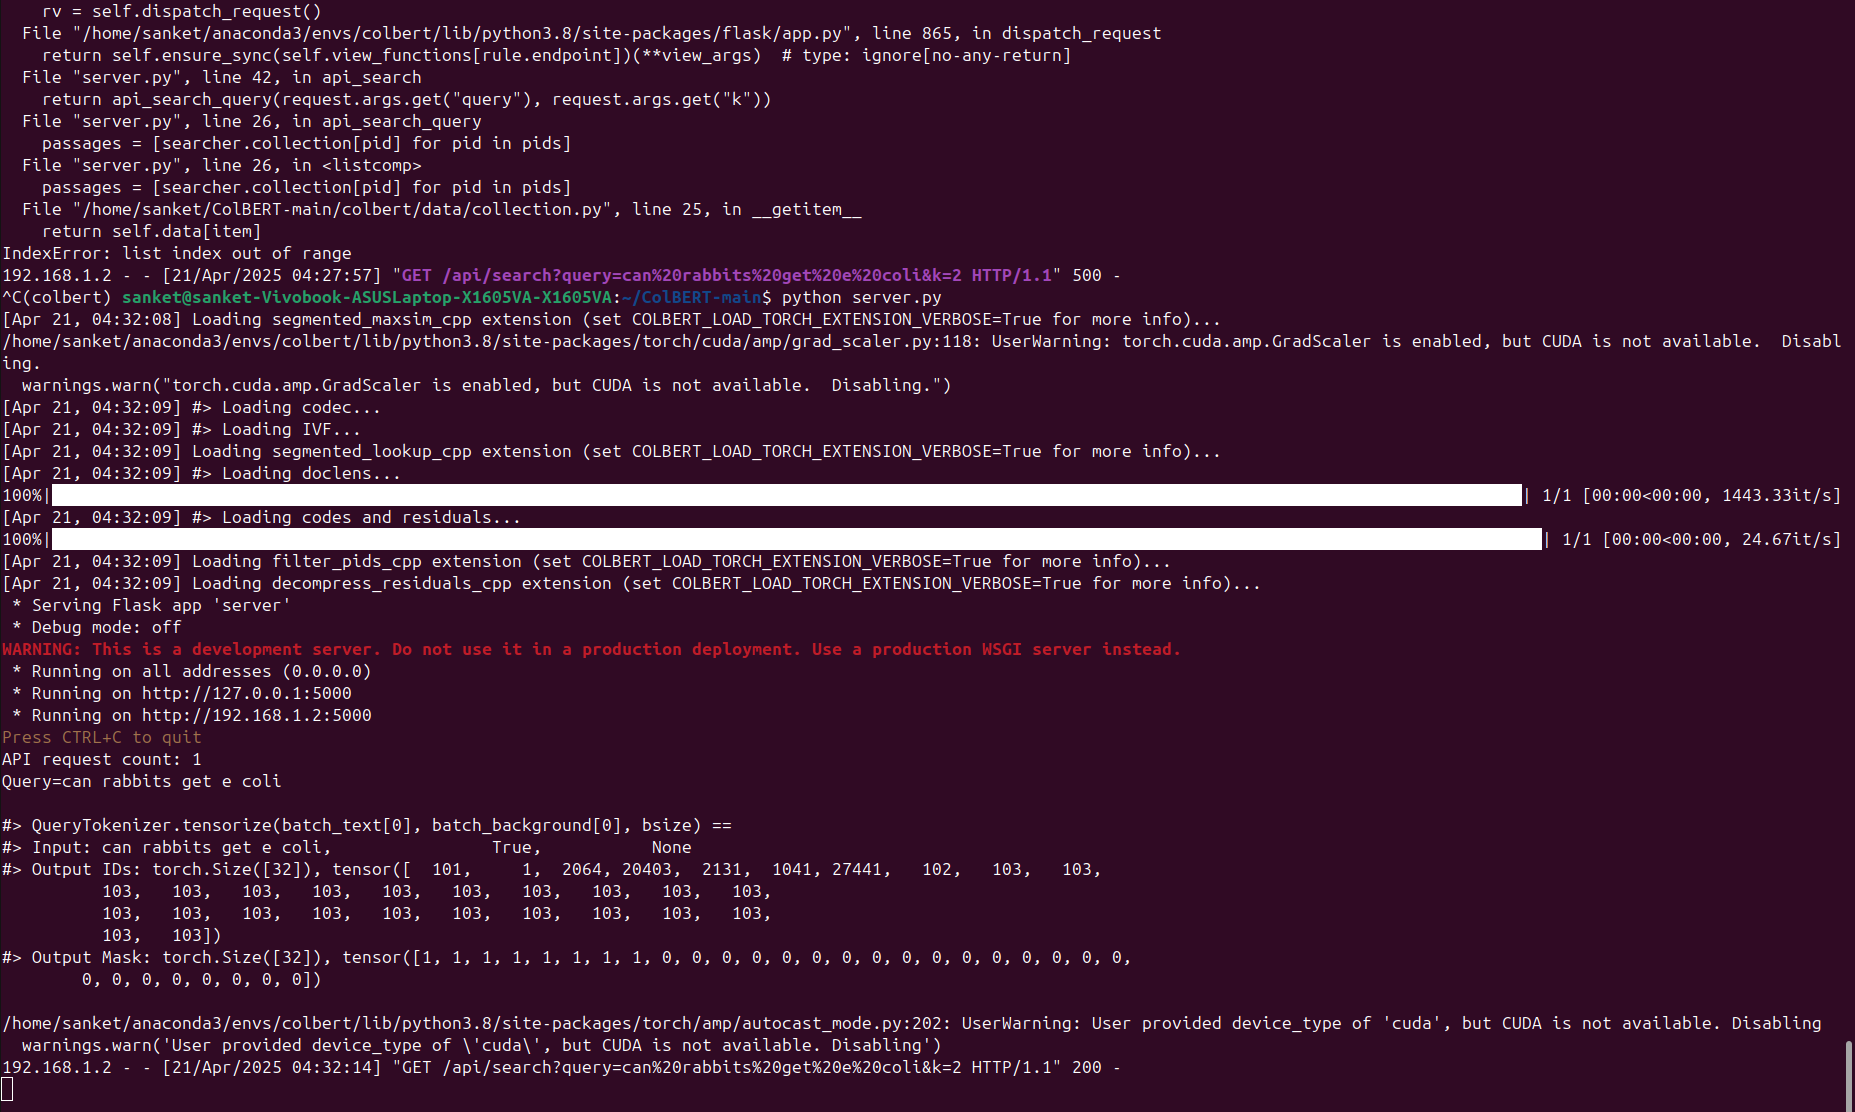 rv = self.dispatch_request()
  File "/home/sanket/anaconda3/envs/colbert/lib/python3.8/site-packages/flask/app.py", line 865, in dispatch_request
    return self.ensure_sync(self.view_functions[rule.endpoint])(**view_args)  # type: ignore[no-any-return]
  File "server.py", line 42, in api_search
    return api_search_query(request.args.get("query"), request.args.get("k"))
  File "server.py", line 26, in api_search_query
    passages = [searcher.collection[pid] for pid in pids]
  File "server.py", line 26, in <listcomp>
    passages = [searcher.collection[pid] for pid in pids]
  File "/home/sanket/ColBERT-main/colbert/data/collection.py", line 25, in __getitem__
    return self.data[item]
IndexError: list index out of range
192.168.1.2 - - [21/Apr/2025 04:27:57] "GET /api/search?query=can%20rabbits%20get%20e%20coli&k=2 HTTP/1.1" 500 -
^C(colbert) sanket@sanket-Vivobook-ASUSLaptop-X1605VA-X1605VA:~/ColBERT-main$ python server.py
[Apr 21, 04:32:08] Loading segmented_maxsim_cpp extension (set COLBERT_LOAD_TORCH_EXTENSION_VERBOSE=True for more info)...
/home/sanket/anaconda3/envs/colbert/lib/python3.8/site-packages/torch/cuda/amp/grad_scaler.py:118: UserWarning: torch.cuda.amp.GradScaler is enabled, but CUDA is not available.  Disabl
ing.
  warnings.warn("torch.cuda.amp.GradScaler is enabled, but CUDA is not available.  Disabling.")
[Apr 21, 04:32:09] #> Loading codec...
[Apr 21, 04:32:09] #> Loading IVF...
[Apr 21, 04:32:09] Loading segmented_lookup_cpp extension (set COLBERT_LOAD_TORCH_EXTENSION_VERBOSE=True for more info)...
[Apr 21, 04:32:09] #> Loading doclens...
100%| | 1/1 [00:00<00:00, 1443.33it/s]
[Apr 21, 04:32:09] #> Loading codes and residuals...
100%| | 1/1 [00:00<00:00, 24.67it/s]
[Apr 21, 04:32:09] Loading filter_pids_cpp extension (set COLBERT_LOAD_TORCH_EXTENSION_VERBOSE=True for more info)...
[Apr 21, 04:32:09] Loading decompress_residuals_cpp extension (set COLBERT_LOAD_TORCH_EXTENSION_VERBOSE=True for more info)...
 * Serving Flask app 'server'
 * Debug mode: off
WARNING: This is a development server. Do not use it in a production deployment. Use a production WSGI server instead.
 * Running on all addresses (0.0.0.0)
 * Running on http://127.0.0.1:5000
 * Running on http://192.168.1.2:5000
Press CTRL+C to quit
API request count: 1
Query=can rabbits get e coli

#> QueryTokenizer.tensorize(batch_text[0], batch_background[0], bsize) ==
#> Input: can rabbits get e coli,                True,           None
#> Output IDs: torch.Size([32]), tensor([  101,     1,  2064, 20403,  2131,  1041, 27441,   102,   103,   103,
          103,   103,   103,   103,   103,   103,   103,   103,   103,   103,
          103,   103,   103,   103,   103,   103,   103,   103,   103,   103,
          103,   103])
#> Output Mask: torch.Size([32]), tensor([1, 1, 1, 1, 1, 1, 1, 1, 0, 0, 0, 0, 0, 0, 0, 0, 0, 0, 0, 0, 0, 0, 0, 0,
        0, 0, 0, 0, 0, 0, 0, 0])

/home/sanket/anaconda3/envs/colbert/lib/python3.8/site-packages/torch/amp/autocast_mode.py:202: UserWarning: User provided device_type of 'cuda', but CUDA is not available. Disabling
  warnings.warn('User provided device_type of \'cuda\', but CUDA is not available. Disabling')
192.168.1.2 - - [21/Apr/2025 04:32:14] "GET /api/search?query=can%20rabbits%20get%20e%20coli&k=2 HTTP/1.1" 200 -